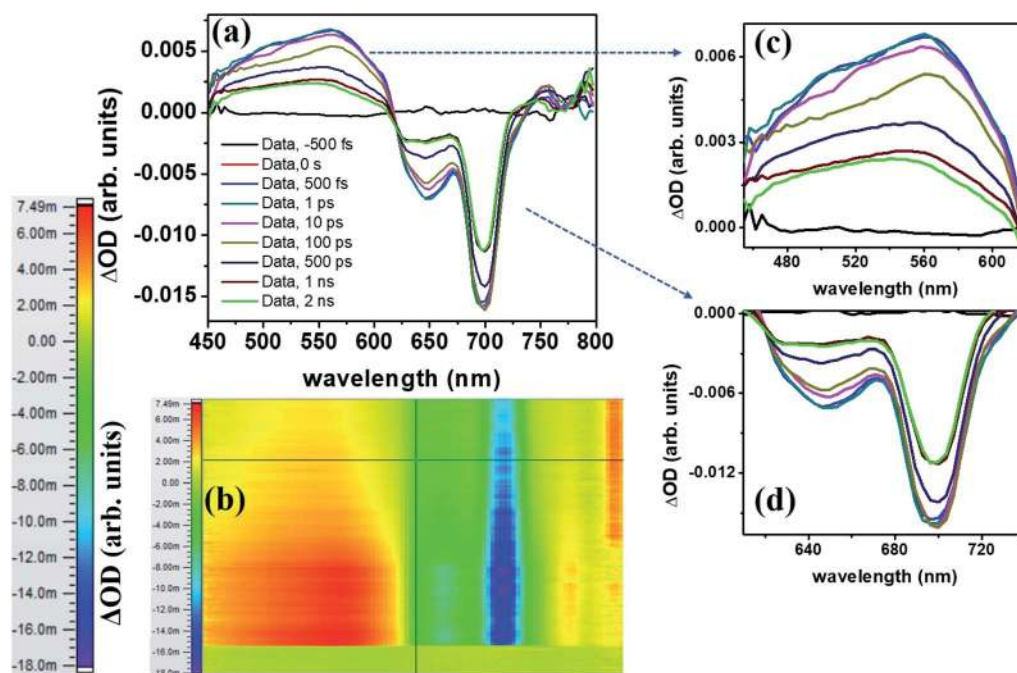 (a)
ΔOD (arb. units)
0.005
0.000
-0.005
-0.010
-0.015
Data, -500 fs
Data,0 s
Data, 500 fs
Data, 1 ps
Data, 10 ps
Data, 100 ps
Data, 500 ps
Data, 1 ns
Data, 2 ns
450 500 550 600 650 700 750 800
wavelength (nm)
(c)
ΔOD (arb. units)
0.006
0.003
0.000
480 520 560 600
wavelength (nm)
7.49m
6.00m
4.00m
2.00m
0.00
-2.00m
-4.00m
-6.00m
-8.00m
-10.0m
-12.0m
-14.0m
-16.0m
-18.0m
ΔOD (arb. units)
(b)
7.49m
6.00m
4.00m
2.00m
0.00
-2.00m
-4.00m
-6.00m
-8.00m
-10.0m
-12.0m
-14.0m
-16.0m
-18.0m
(d)
ΔOD (arb. units)
0.000
-0.006
-0.012
640 680 720
wavelength (nm)